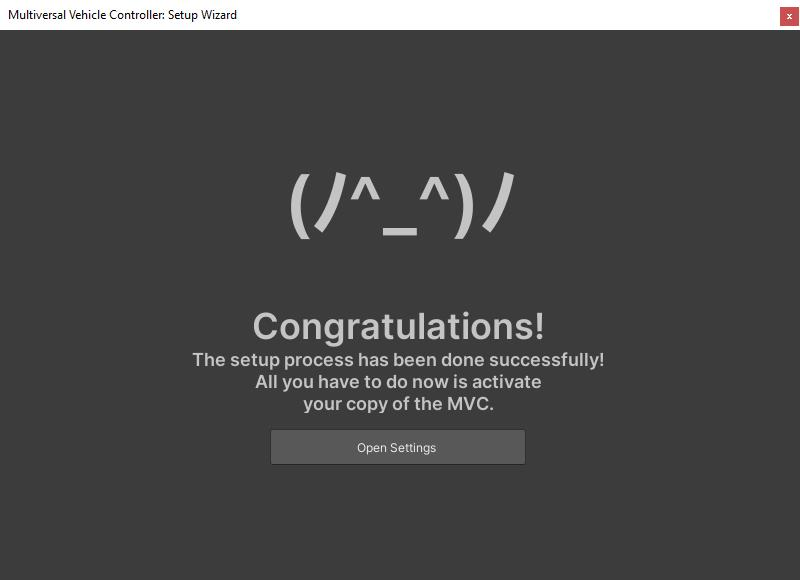 Multiversal Vehicle Controller: Setup Wizard
x
(ノ^_^)ノ
Congratulations!
The setup process has been done successfully!
All you have to do now is activate
your copy of the MVC.
Open Settings